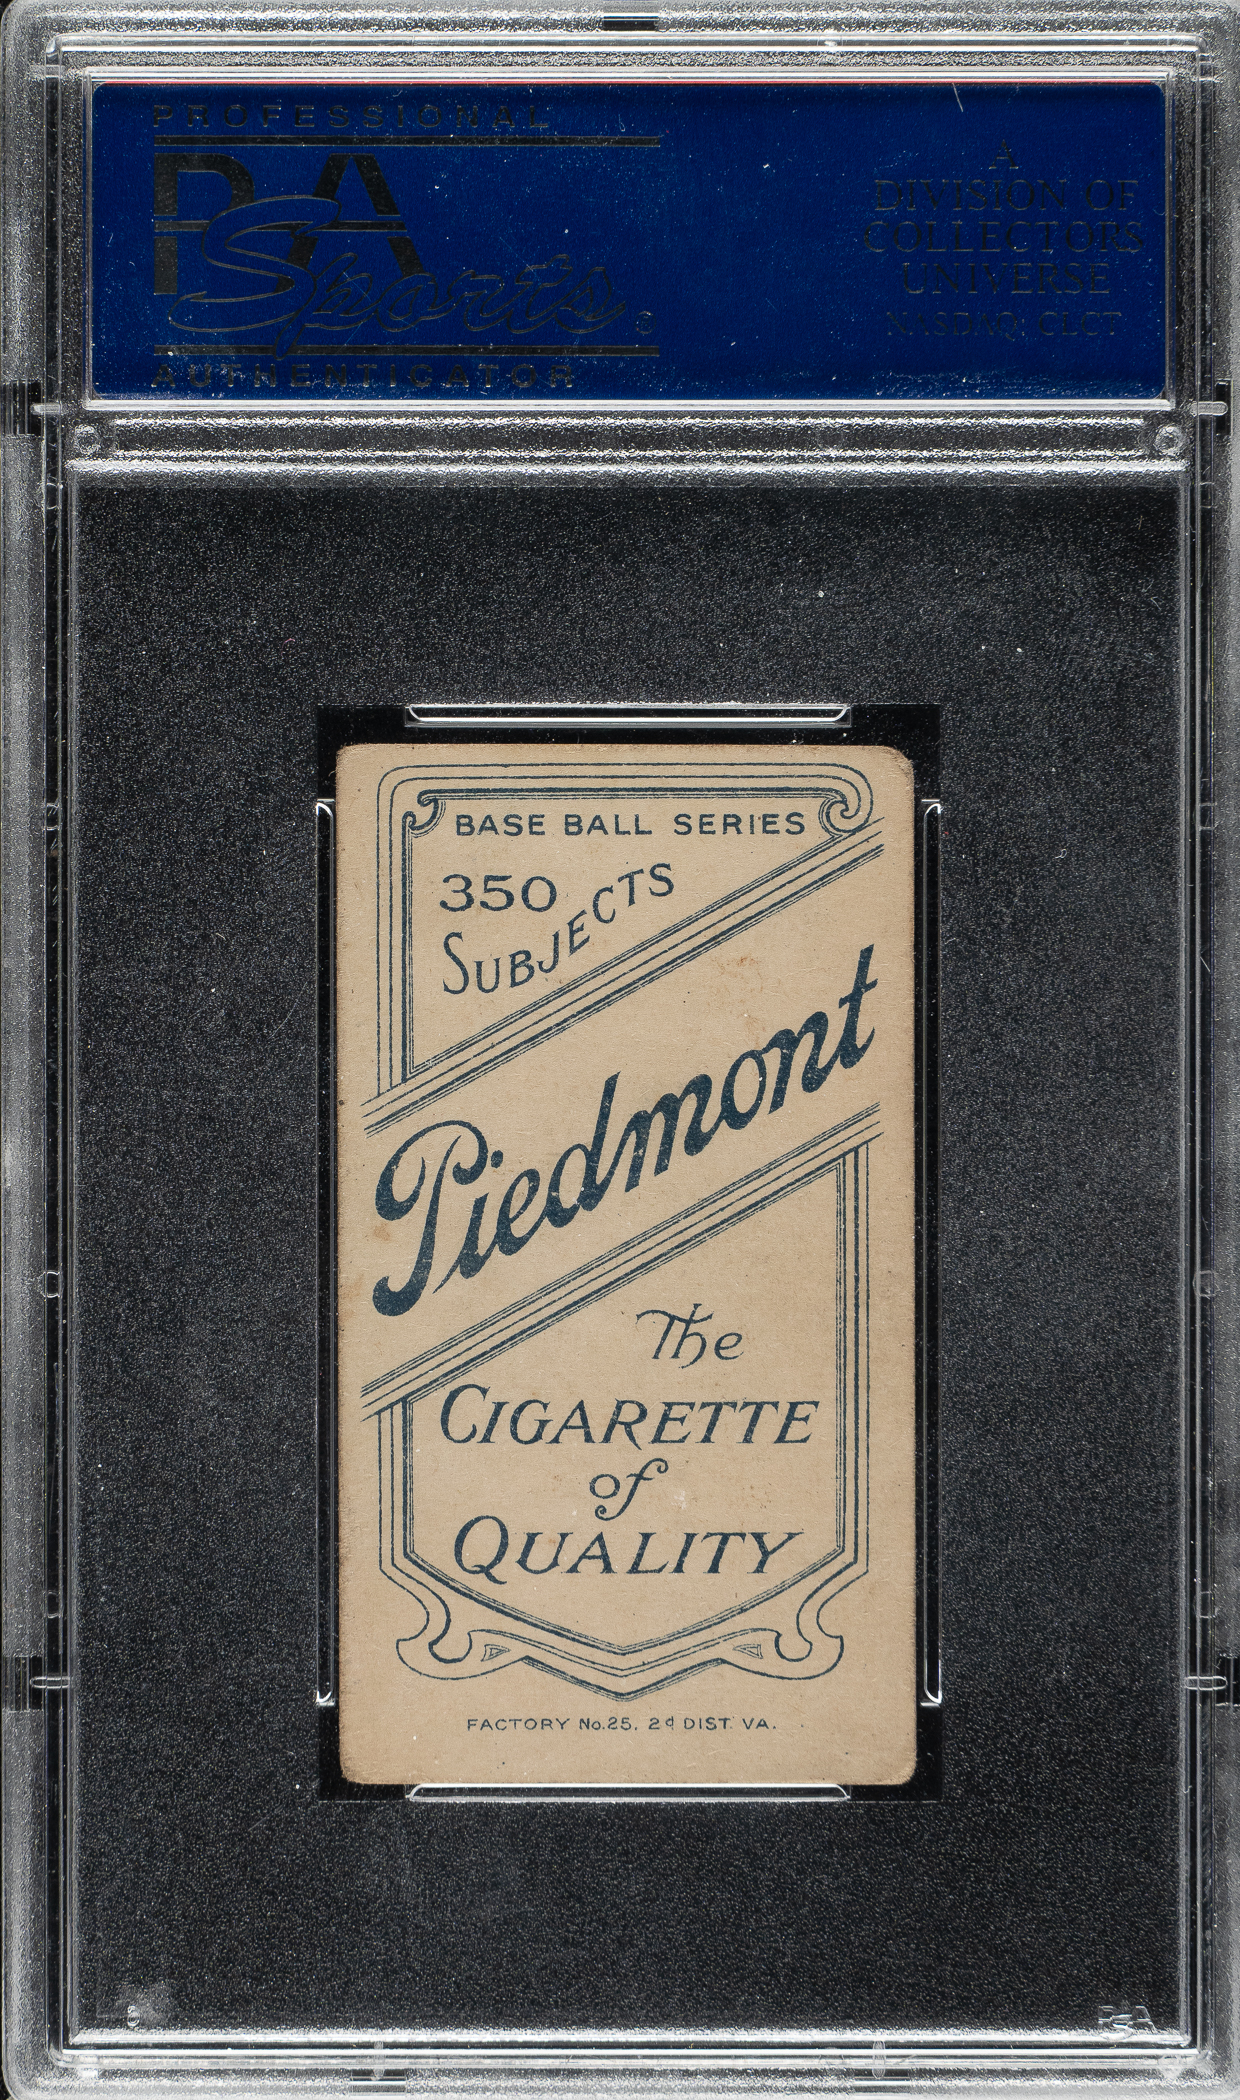 PROFESSIONAL
PSA
Sports
AUTHENTICATOR
A
DIVISION OF
COLLECTORS
UNIVERSE
NASDAQ: CLCT
BASE BALL SERIES
350
SUBJECTS
Piedmont
The
CIGARETTE
of
QUALITY
FACTORY No. 25. 2d DIST. VA.
PSA